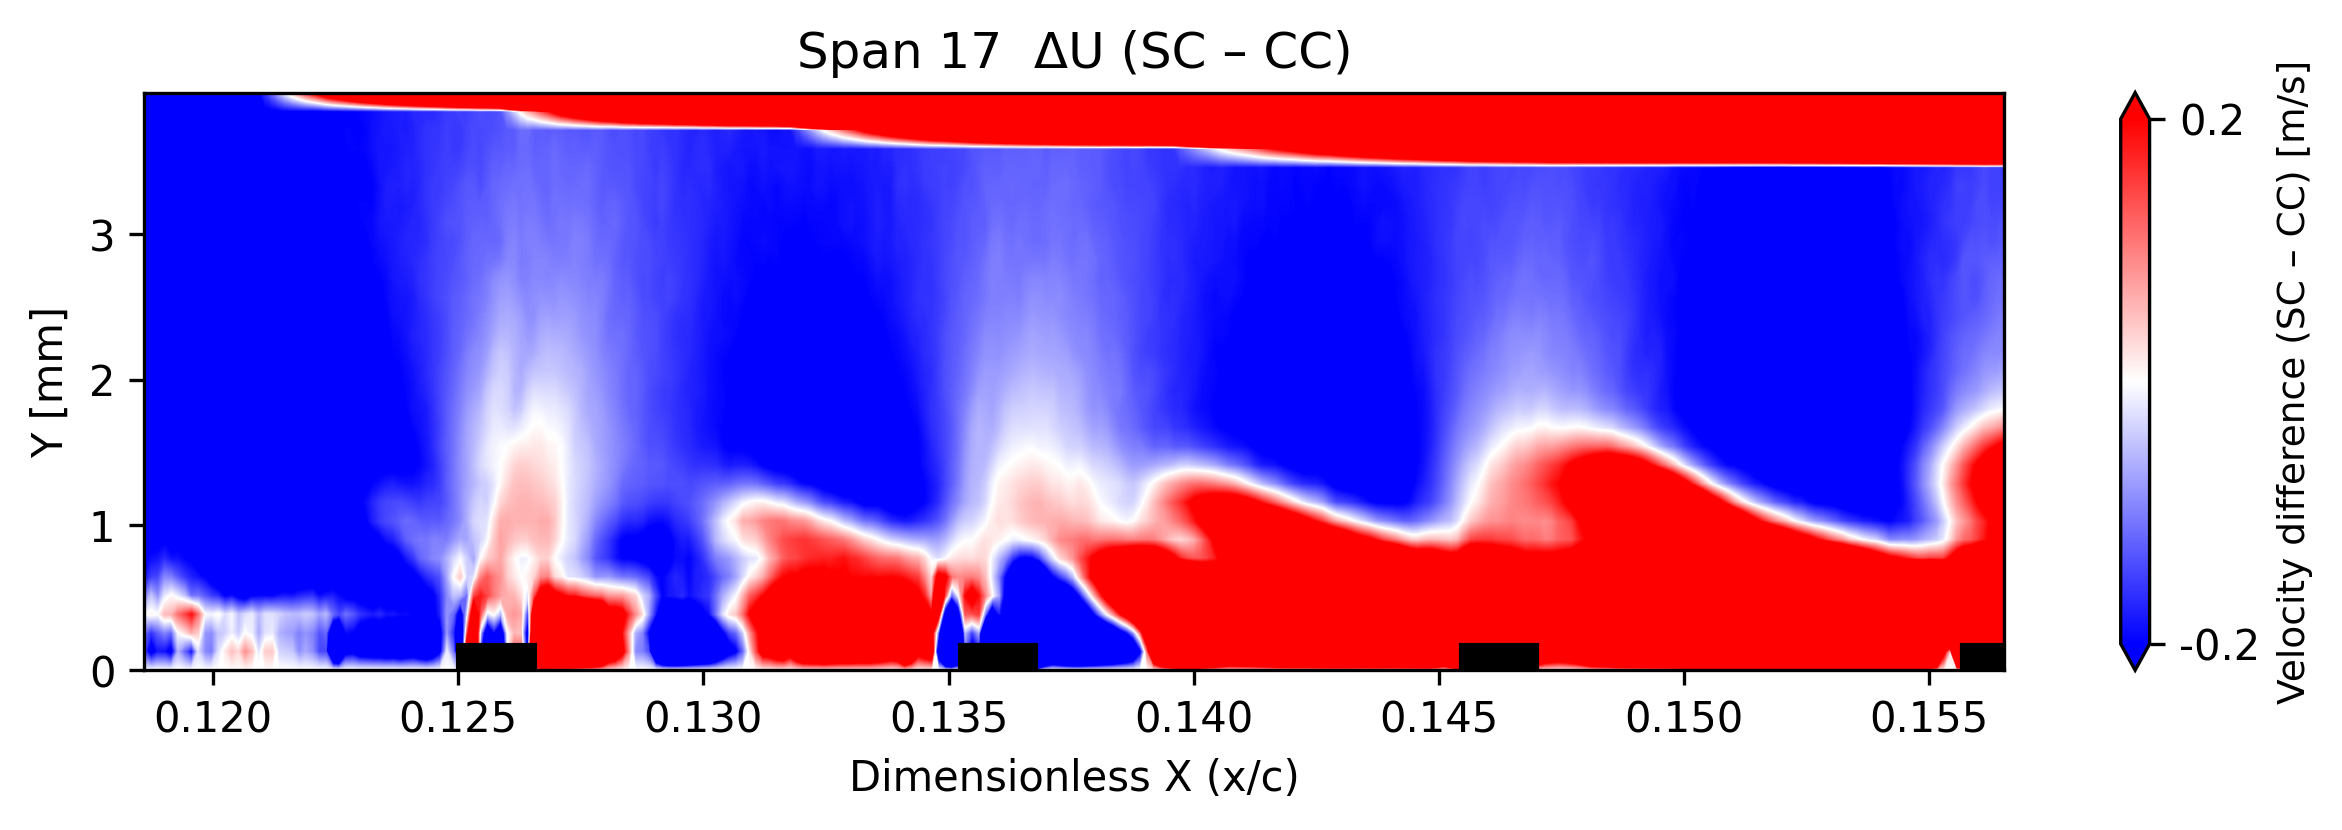 Span 17  ΔU (SC – CC)
Y [mm]
3
2
1
0
0.120 0.125 0.130 0.135 0.140 0.145 0.150 0.155
Dimensionless X (x/c)
0.2
-0.2
Velocity difference (SC – CC) [m/s]